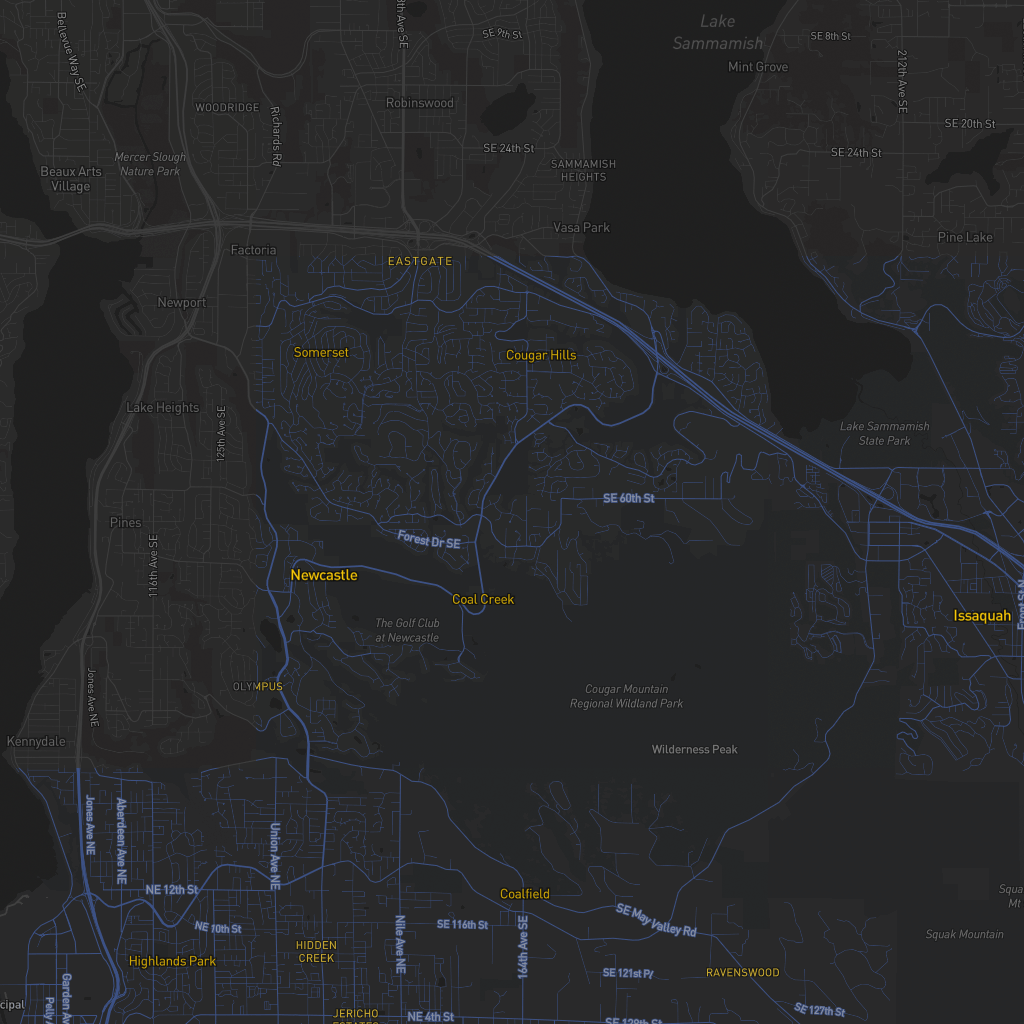 Bellevue Way SE
8th Ave SE
SE 9th St
Lake
Sammamish
SE 8th St
Mint Grove
212th Ave SE
WOODRIDGE
Richards Rd
Robinswood
SE 20th St
SE 24th St
SE 24th St
Mercer Slough
Nature Park
SAMMAMISH
HEIGHTS
Beaux Arts
Village
Vasa Park
Pine Lake
Factoria
EASTGATE
Newport
Somerset
Cougar Hills
Lake Heights
125th Ave SE
Lake Sammamish
State Park
SE 60th St
Pines
116th Ave SE
Forest Dr SE
Newcastle
Coal Creek
Front St N
Issaquah
The Golf Club
at Newcastle
OLYMPUS
Jones Ave NE
Cougar Mountain
Regional Wildland Park
Kennydale
Wilderness Peak
Jones Ave NE
Aberdeen Ave NE
Union Ave NE
NE 12th St
Coalfield
Squa
Mt
NE 10th St
Nile Ave NE
SE 116th St
164th Ave SE
SE May Valley Rd
Squak Mountain
HIDDEN
CREEK
Highlands Park
SE 121st Pl
RAVENSWOOD
Garden Av
Pelly A
cipal
JERICHO
ESTATES
NE 4th St
SE 128th St
SE 127th St